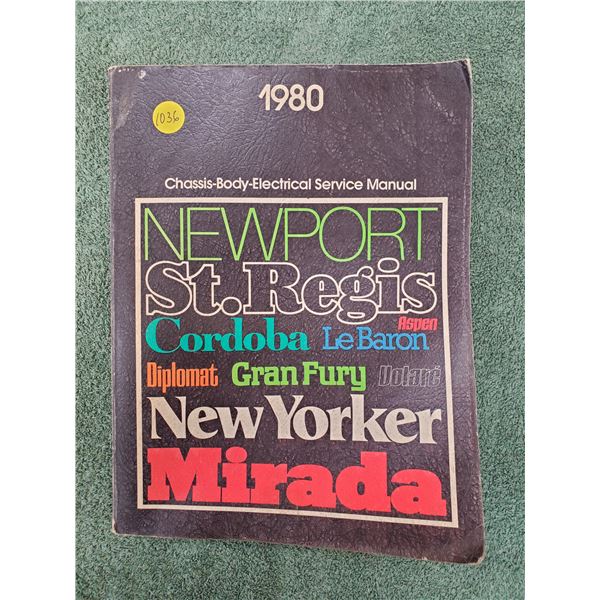 1980
1036
Chassis-Body-Electrical Service Manual
NEWPORT
St.Regis
Aspen
Cordoba LeBaron
Diplomat Gran Fury Volaré
New Yorker
Mirada